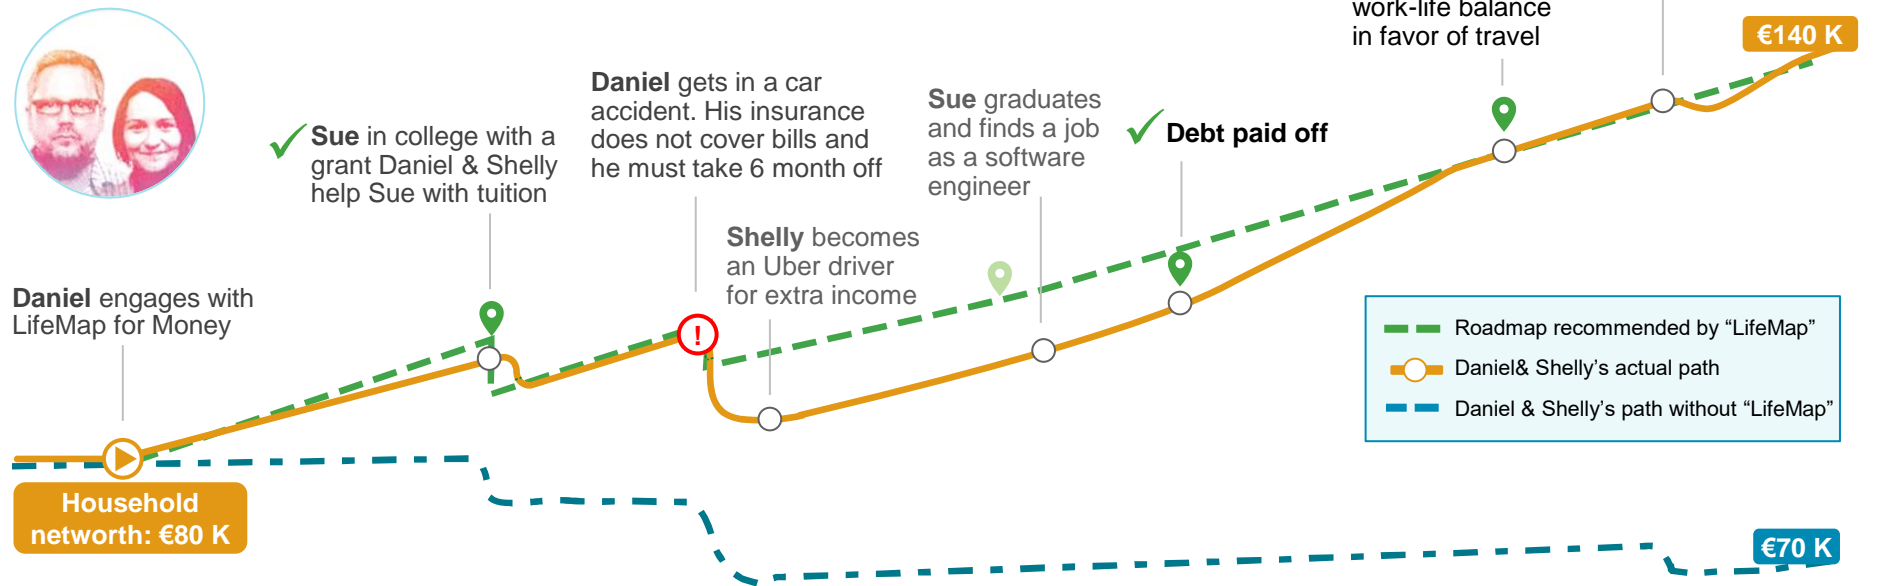 work-life balance
in favor of travel
€140 K
Daniel gets in a car
accident. His insurance
does not cover bills and
he must take 6 month off
Sue graduates
and finds a job
as a software
engineer
Debt paid off
Sue in college with a
grant Daniel & Shelly
help Sue with tuition
Shelly becomes
an Uber driver
for extra income
Daniel engages with
LifeMap for Money
!
Roadmap recommended by “LifeMap”
Daniel& Shelly’s actual path
Daniel & Shelly’s path without “LifeMap”
Household
networth: €80 K
€70 K